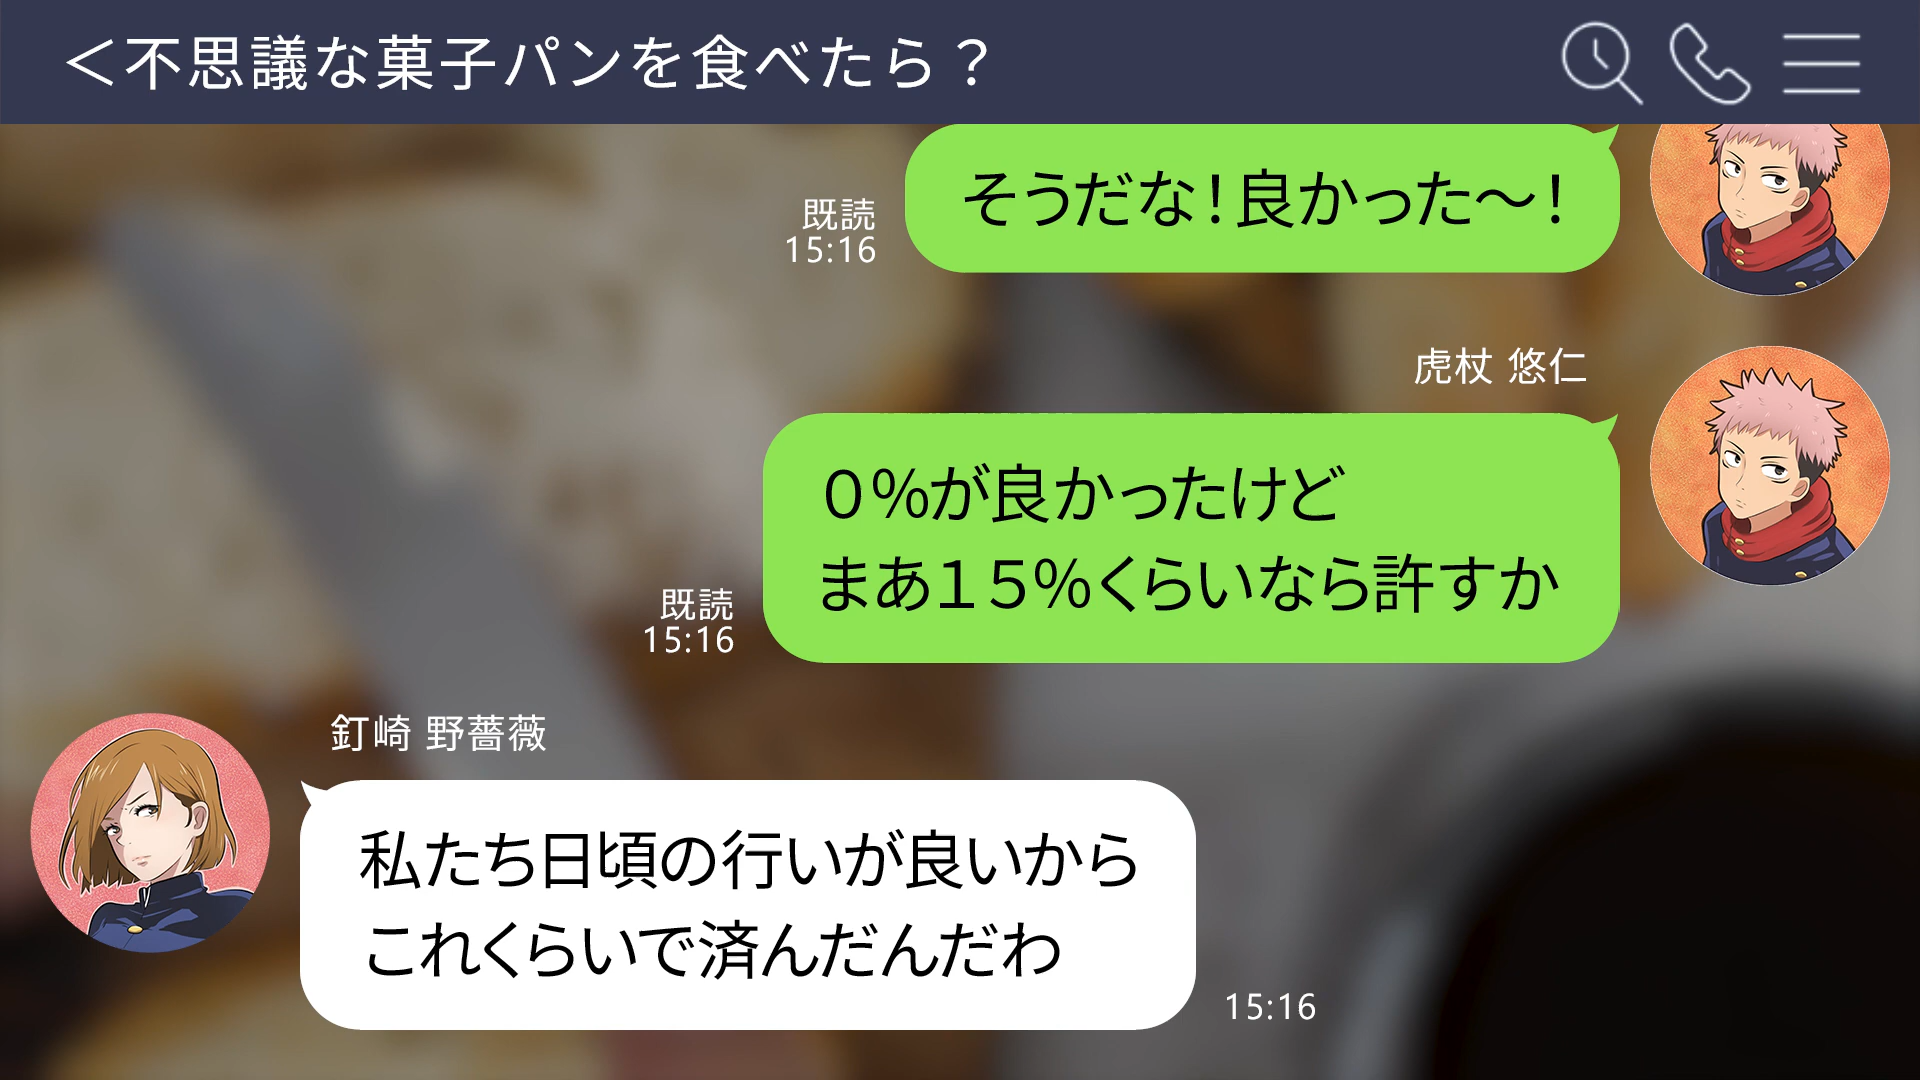 ＜不思議な菓子パンを食べたら？
そうだな！良かった～！
既読
15:16
虎杖 悠仁
０％が良かったけど
まあ１５％くらいなら許すか
既読
15:16
釘崎 野薔薇
私たち日頃の行いが良いから
これくらいで済んだんだわ
15:16